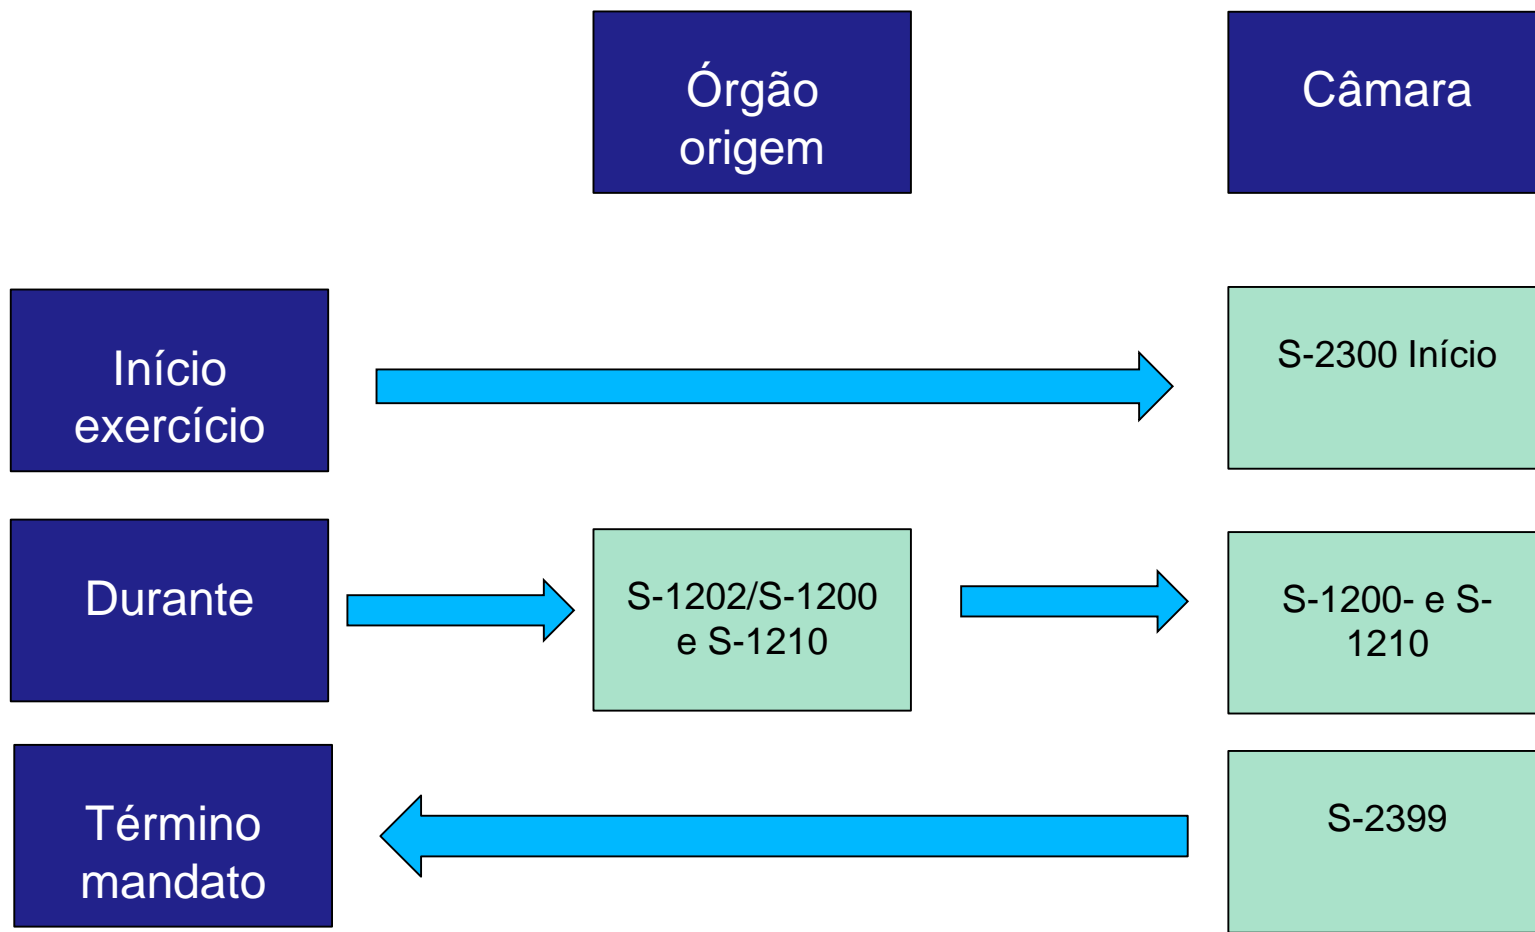 Órgão
origem
Câmara
Início
exercício
S-2300 Início
Durante
S-1202/S-1200
e S-1210
S-1200- e S-
1210
Término
mandato
S-2399